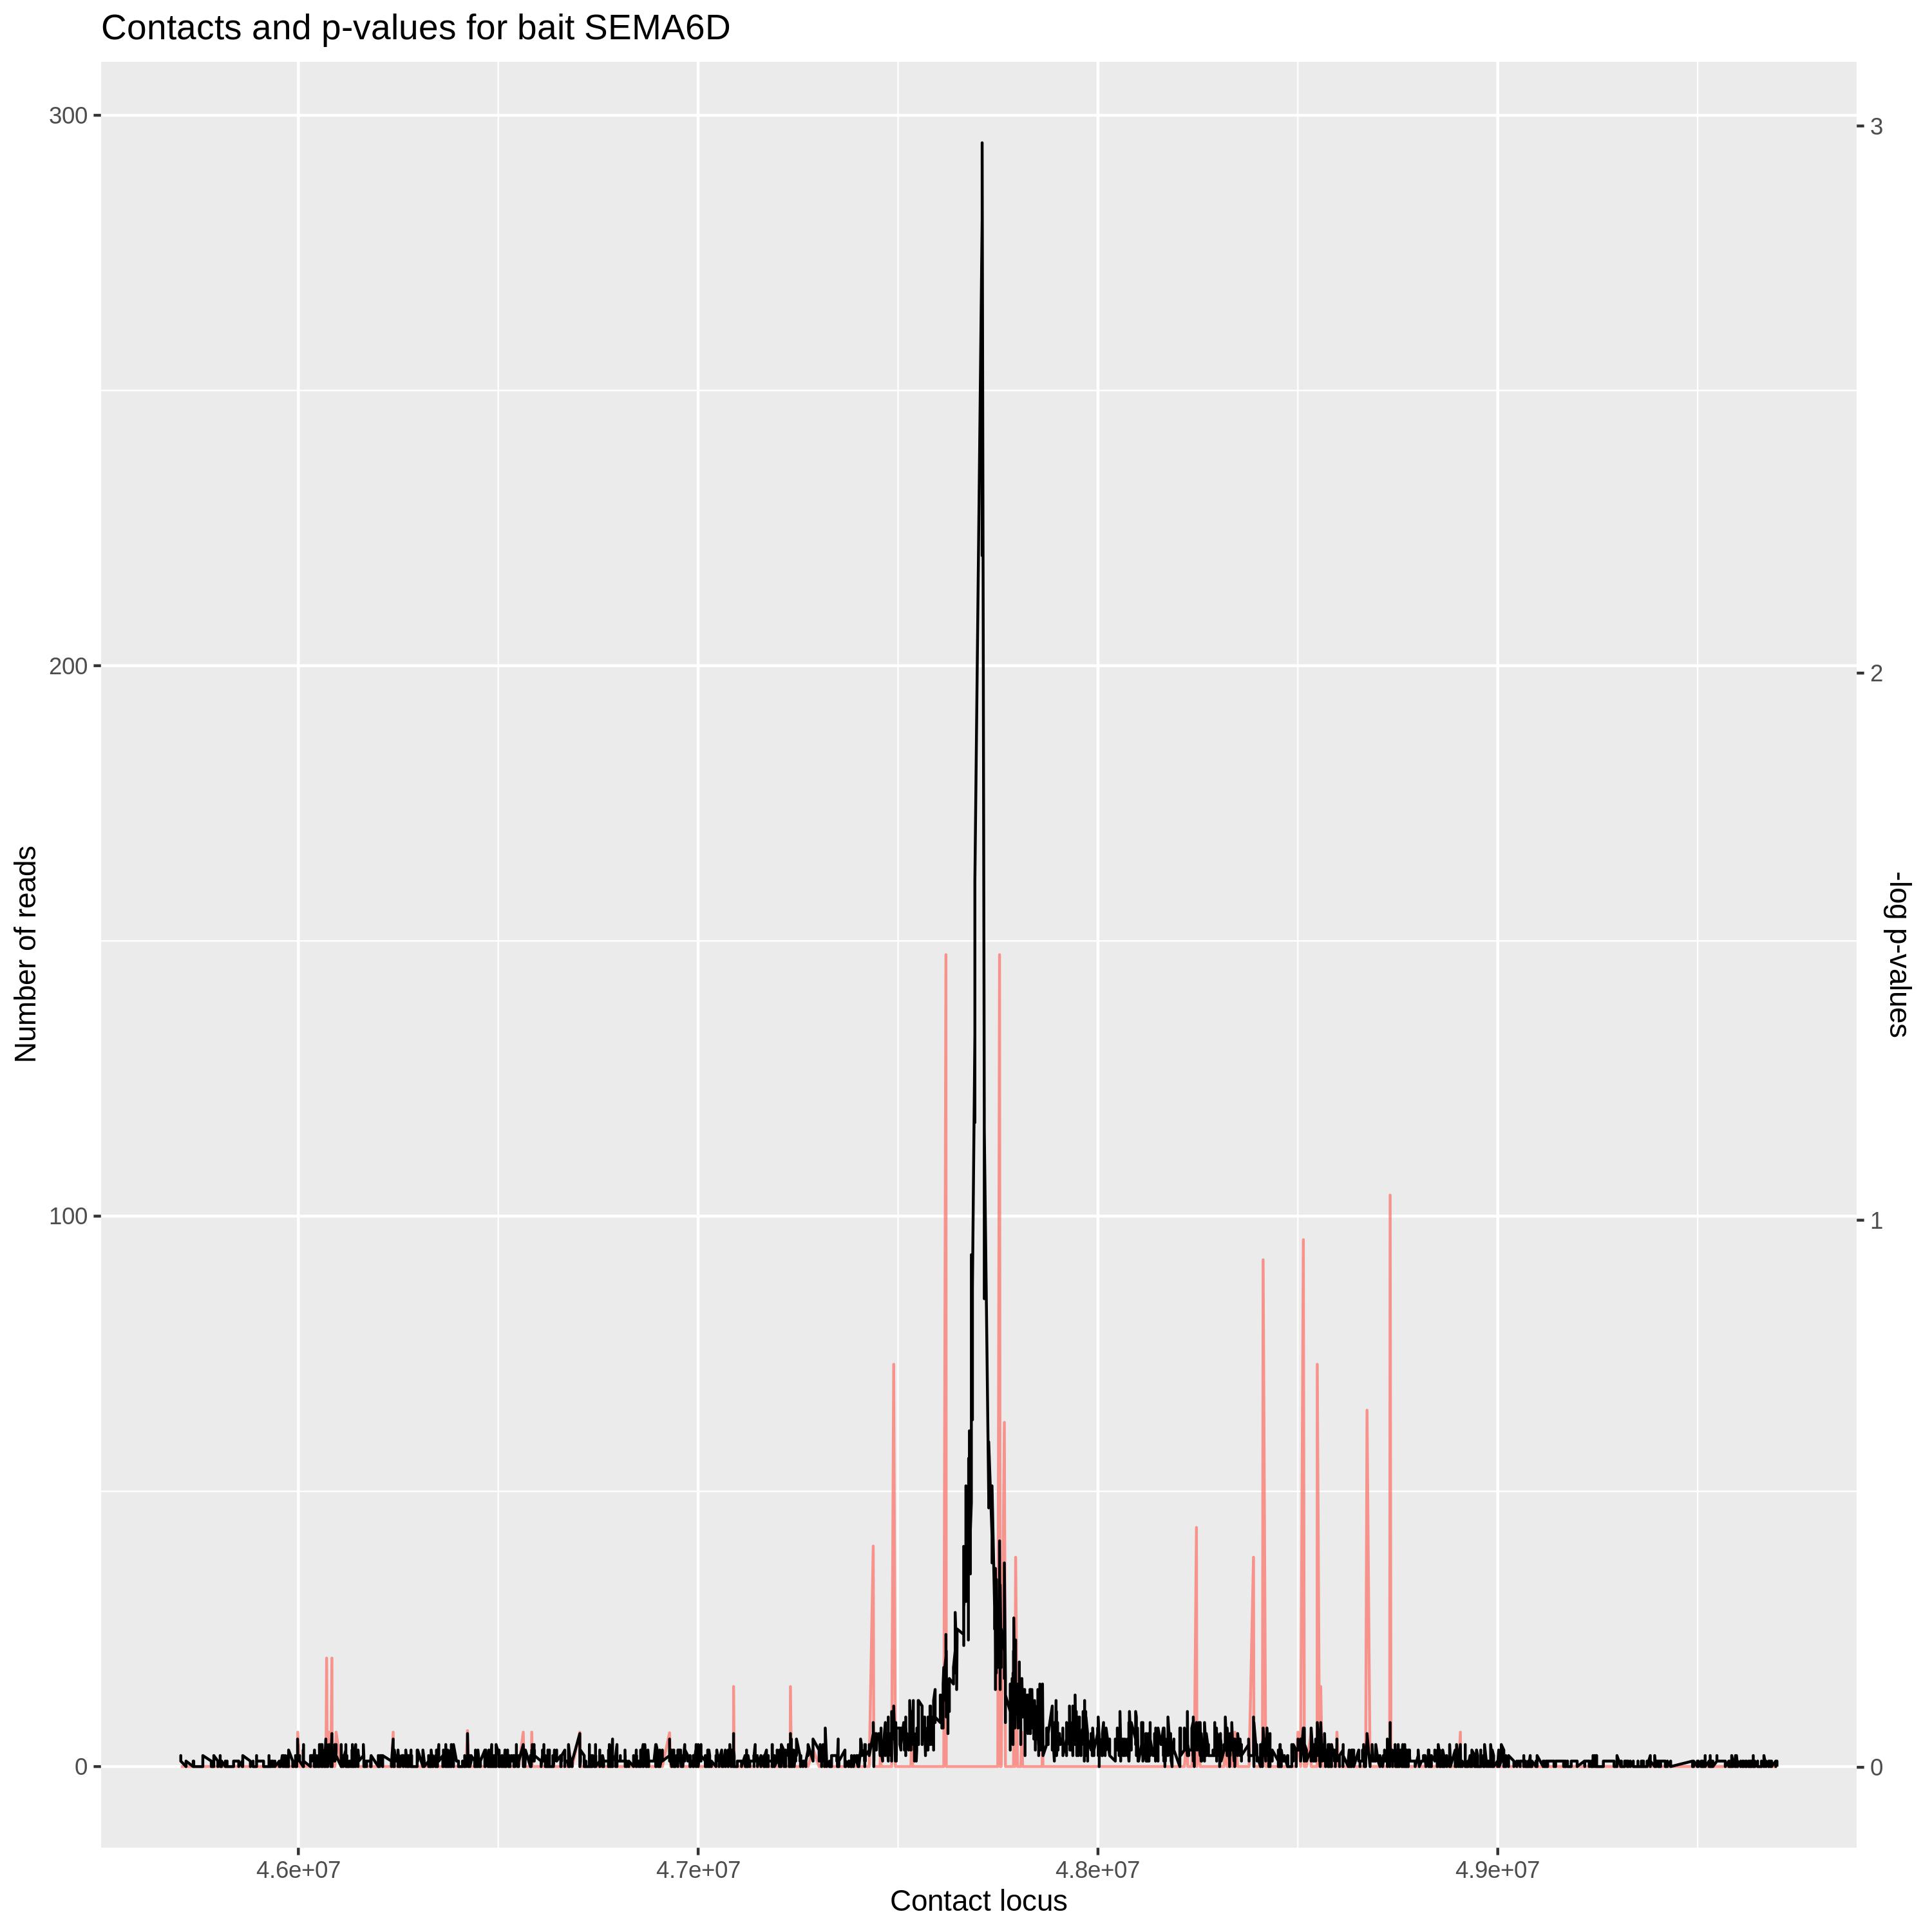 Contacts and p-values for bait SEMA6D
300
200
100
0
3
2
1
0
Number of reads
-log p-values
4.6e+07 4.7e+07 4.8e+07 4.9e+07
Contact locus